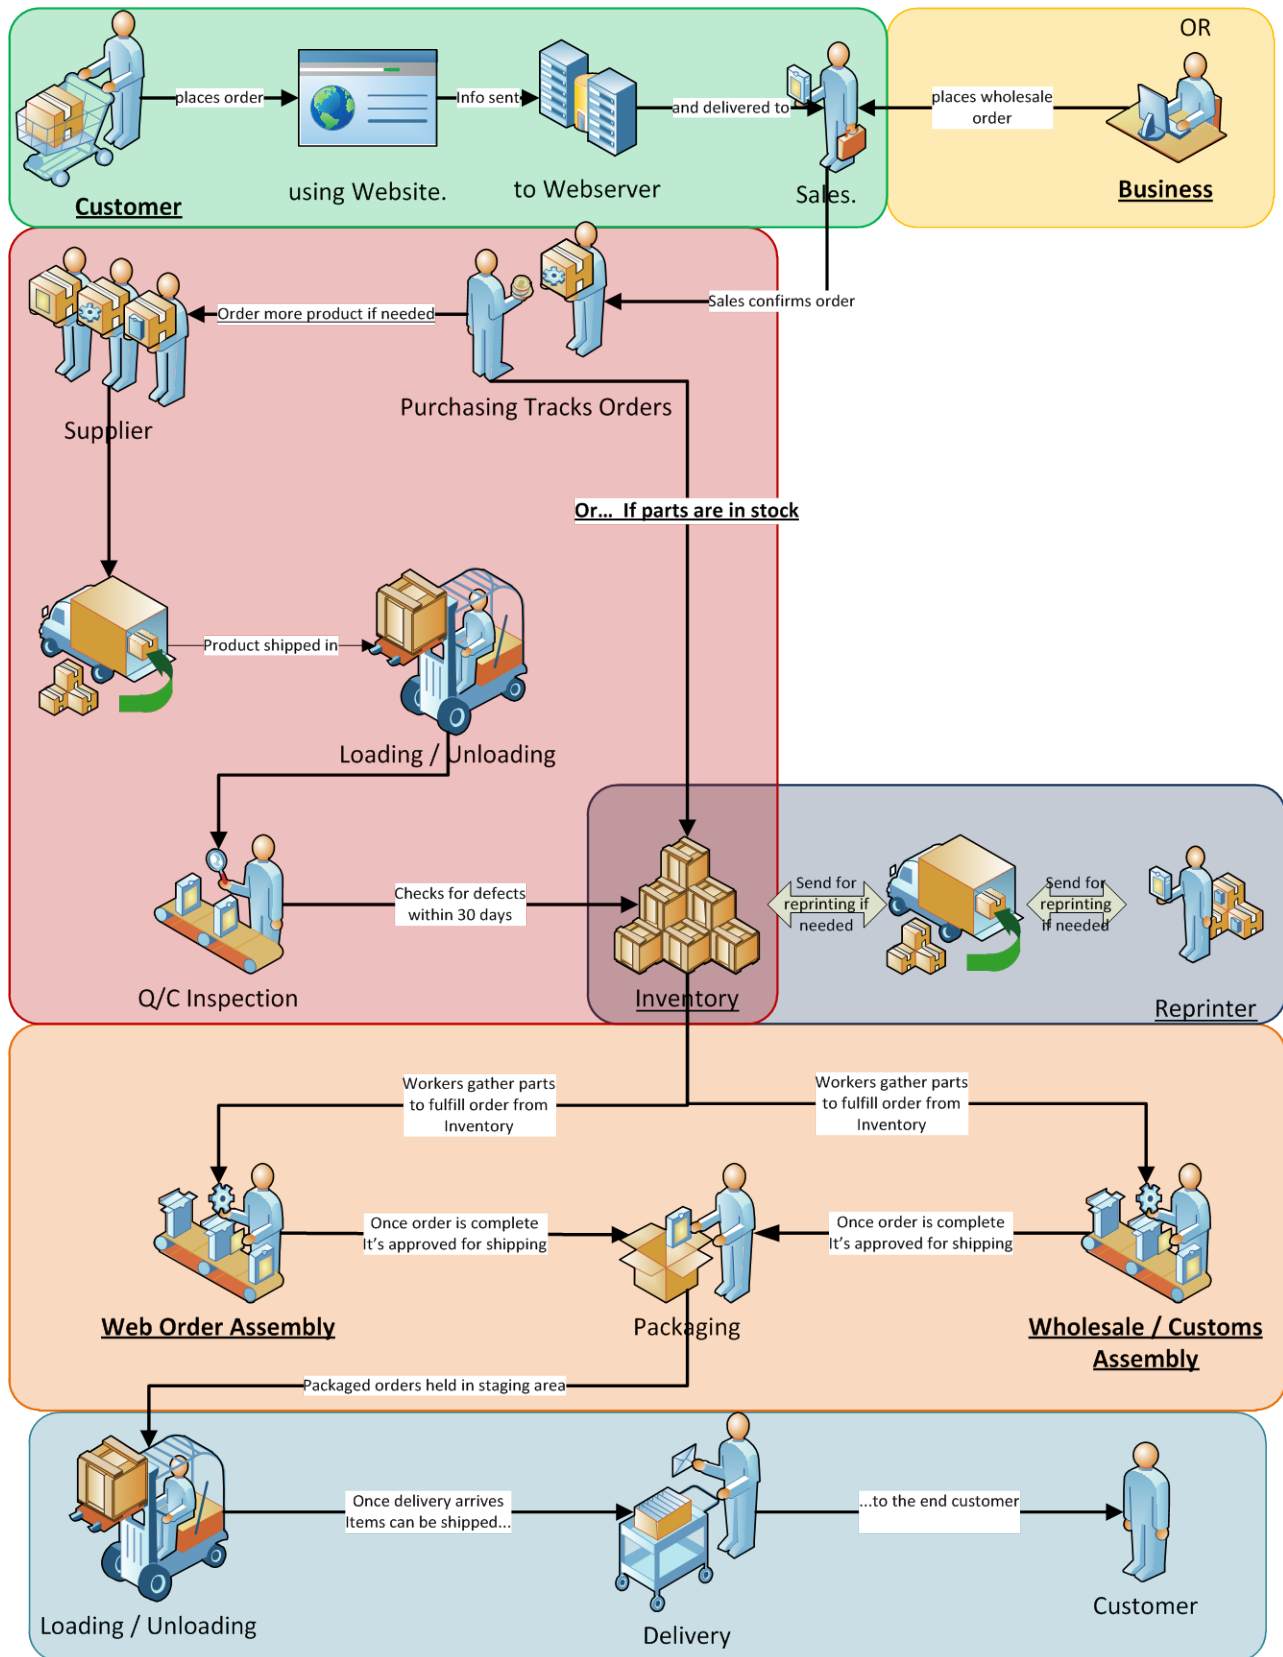 OR
places order
Info sent
and delivered to
places wholesale
order
Customer
using Website.
to Webserver
Sales.
Business
Order more product if needed
Sales confirms order
Supplier
Purchasing Tracks Orders
Or... If parts are in stock
Product shipped in
Loading / Unloading
Checks for defects
within 30 days
Send for
reprinting if
needed
Send for
reprinting
if needed
Q/C Inspection
Inventory
Reprinter
Workers gather parts
to fulfill order from
Inventory
Workers gather parts
to fulfill order from
Inventory
Once order is complete
It's approved for shipping
Once order is complete
It's approved for shipping
Web Order Assembly
Packaging
Wholesale / Customs
Assembly
Packaged orders held in staging area
Once delivery arrives
Items can be shipped...
...to the end customer
Loading / Unloading
Delivery
Customer